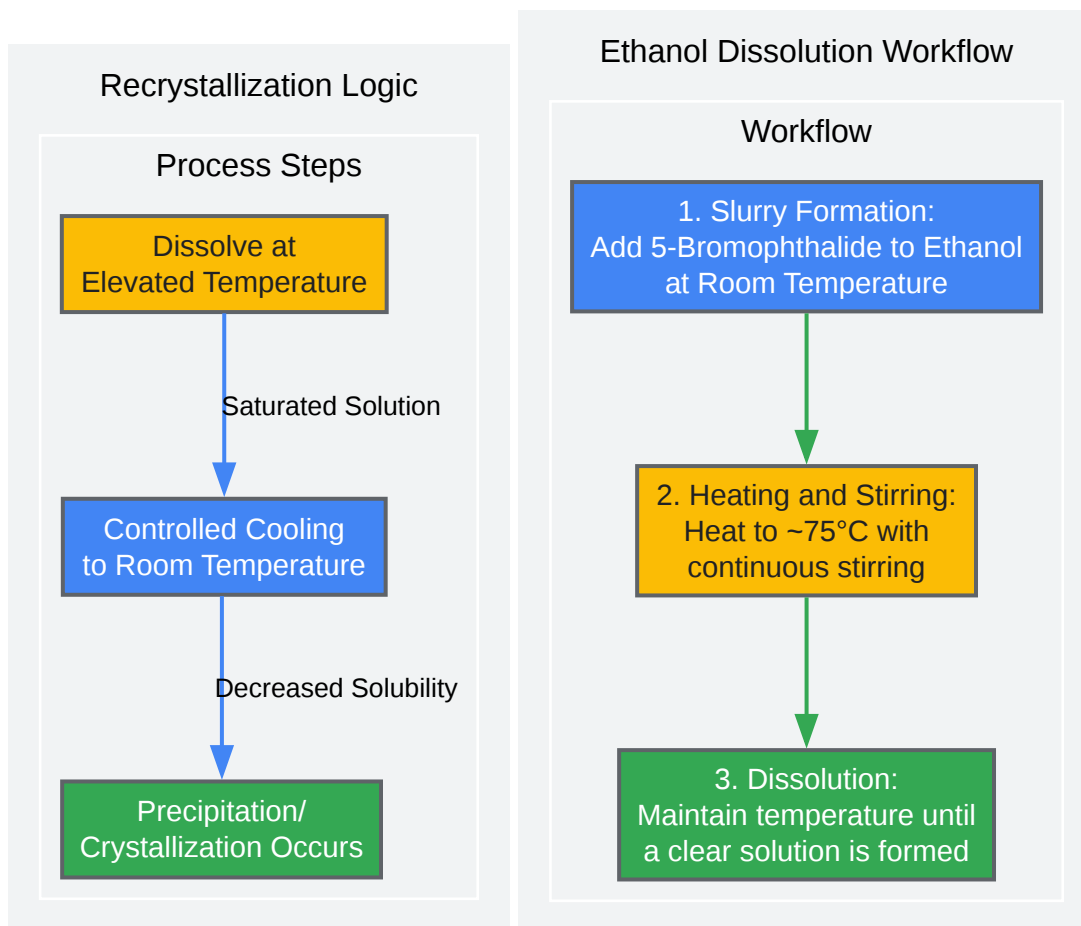 Recrystallization Logic
Process Steps
Dissolve at
Elevated Temperature
Saturated Solution
Controlled Cooling
to Room Temperature
Decreased Solubility
Precipitation/
Crystallization Occurs
Ethanol Dissolution Workflow
Workflow
1. Slurry Formation:
Add 5-Bromophthalide to Ethanol
at Room Temperature
2. Heating and Stirring:
Heat to ~75°C with
continuous stirring
3. Dissolution:
Maintain temperature until
a clear solution is formed